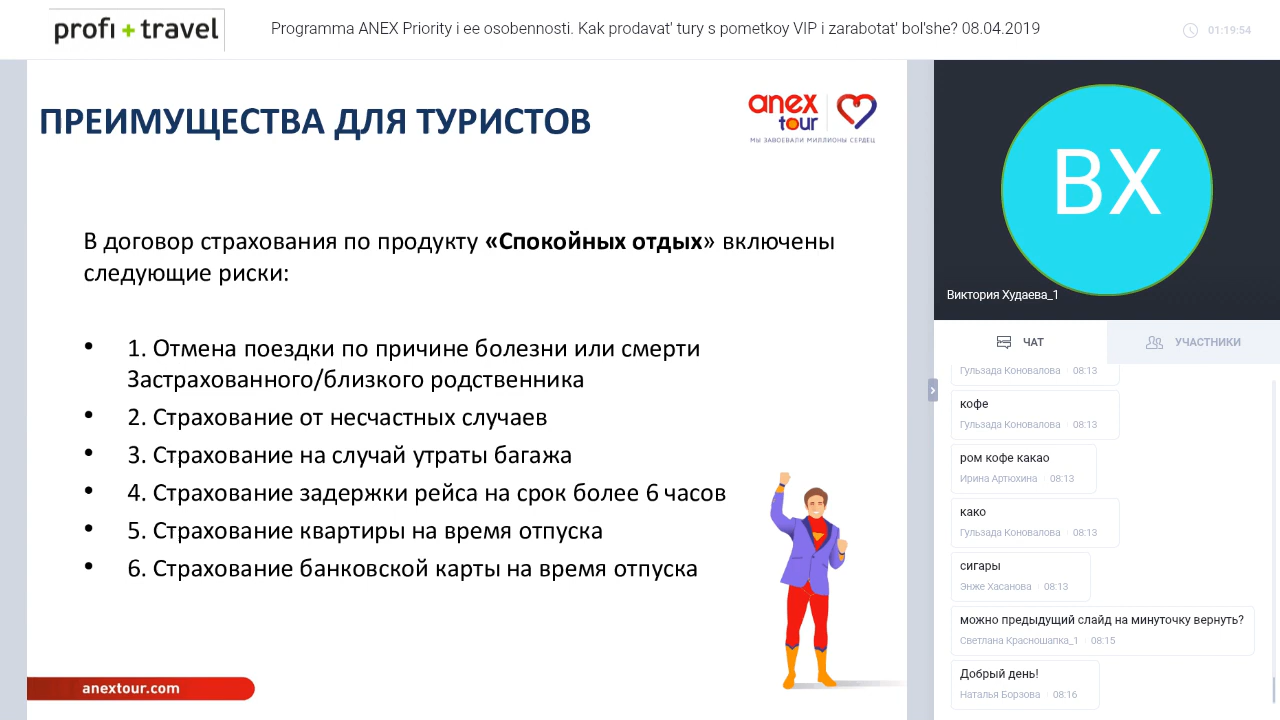 profi + travel
Programma ANEX Priority i ee osobennosti. Kak prodavat' tury s pometkoy VIP i zarabotat' bol'she? 08.04.2019
01:19:54
ПРЕИМУЩЕСТВА ДЛЯ ТУРИСТОВ
anex
tour
МЫ ЗАВОЕВАЛИ МИЛЛИОНЫ СЕРДЕЦ
В договор страхования по продукту «Спокойных отдых» включены
следующие риски:
• 1. Отмена поездки по причине болезни или смерти
Застрахованного/близкого родственника
• 2. Страхование от несчастных случаев
• 3. Страхование на случай утраты багажа
• 4. Страхование задержки рейса на срок более 6 часов
• 5. Страхование квартиры на время отпуска
• 6. Страхование банковской карты на время отпуска
anextour.com
ВХ
Виктория Худаева_1
ЧАТ
УЧАСТНИКИ
Гульзада Коновалова 08:13
кофе
Гульзада Коновалова 08:13
ром кофе какао
Ирина Артюхина 08:13
како
Гульзада Коновалова 08:13
сигары
Энже Хасанова 08:13
можно предыдущий слайд на минуточку вернуть?
Светлана Красношапка_1 08:15
Добрый день!
Наталья Борзова 08:16